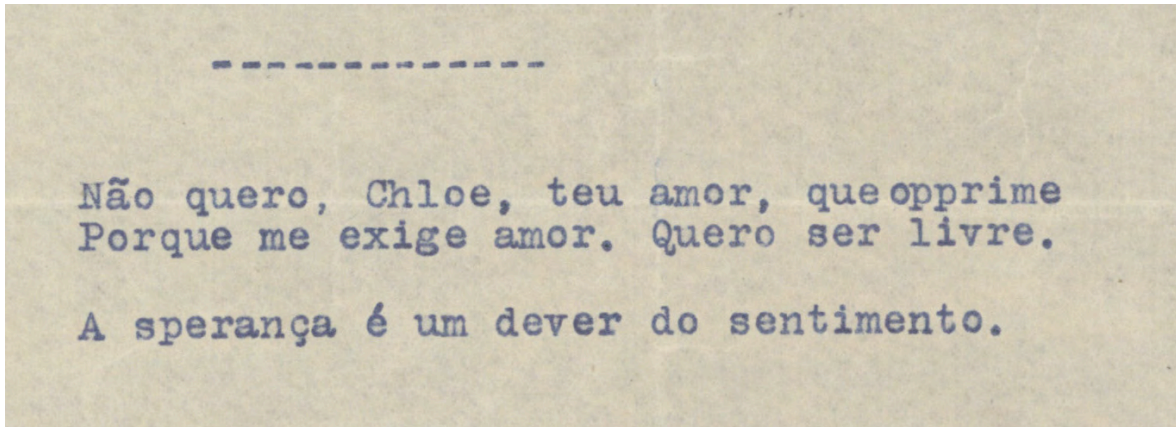 -------------
Não quero, Chloe, teu amor, que opprime
Porque me exige amor. Quero ser livre.
A sperança é um dever do sentimento.